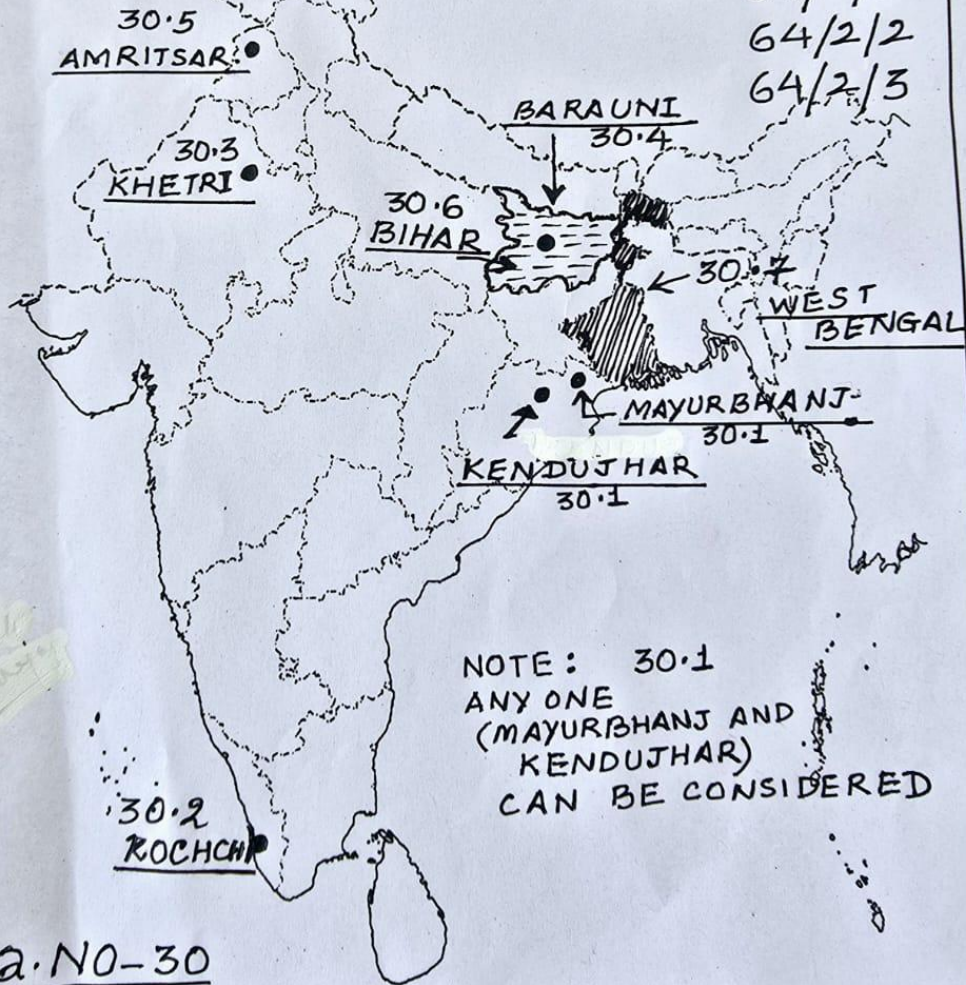 64/2/2
64/2/3
30.5
AMRITSAR
BARAUNI
30.4
30.3
KHETRI
30.6
BIHAR
30.7
WEST
BENGAL
MAYURBHANJ
30.1
KENDUJHAR
30.1
NOTE: 30.1
ANY ONE
(MAYURBHANJ AND
KENDUJHAR)
CAN BE CONSIDERED
30.2
KOCHCHI
Q.NO-30